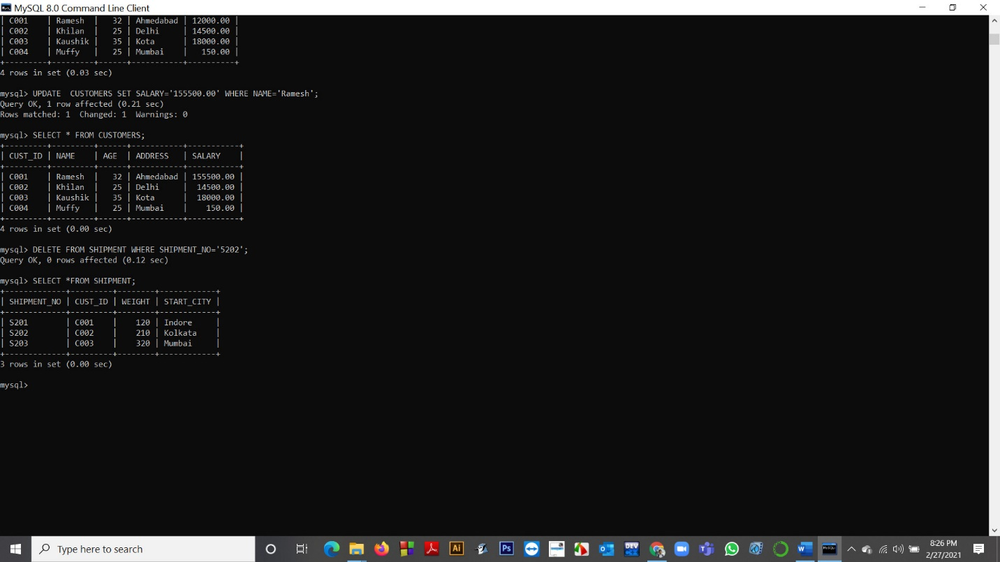 MySQL 8.0 Command Line Client
| C001    | Ramesh  |   32 | Ahmedabad | 12000.00 |
| C002    | Khilan  |   25 | Delhi     | 14500.00 |
| C003    | Kaushik |   35 | Kota      | 18000.00 |
| C004    | Muffy   |   25 | Mumbai    |   150.00 |
+---------+---------+------+-----------+----------+
4 rows in set (0.03 sec)
mysql> UPDATE  CUSTOMERS SET SALARY='155500.00' WHERE NAME='Ramesh';
Query OK, 1 row affected (0.21 sec)
Rows matched: 1  Changed: 1  Warnings: 0
mysql> SELECT * FROM CUSTOMERS;
+---------+---------+------+-----------+-----------+
| CUST_ID | NAME    | AGE  | ADDRESS   | SALARY    |
+---------+---------+------+-----------+-----------+
| C001    | Ramesh  |   32 | Ahmedabad | 155500.00 |
| C002    | Khilan  |   25 | Delhi     |  14500.00 |
| C003    | Kaushik |   35 | Kota      |  18000.00 |
| C004    | Muffy   |   25 | Mumbai    |    150.00 |
+---------+---------+------+-----------+-----------+
4 rows in set (0.00 sec)
mysql> DELETE FROM SHIPMENT WHERE SHIPMENT_NO='5202';
Query OK, 0 rows affected (0.12 sec)
mysql> SELECT *FROM SHIPMENT;
+-------------+---------+--------+------------+
| SHIPMENT_NO | CUST_ID | WEIGHT | START_CITY |
+-------------+---------+--------+------------+
| S201        | C001    |    120 | Indore     |
| S202        | C002    |    210 | Kolkata    |
| S203        | C003    |    320 | Mumbai     |
+-------------+---------+--------+------------+
3 rows in set (0.00 sec)
mysql>
Type here to search
Ai
Ps
DEV
8:26 PM
2/27/2021